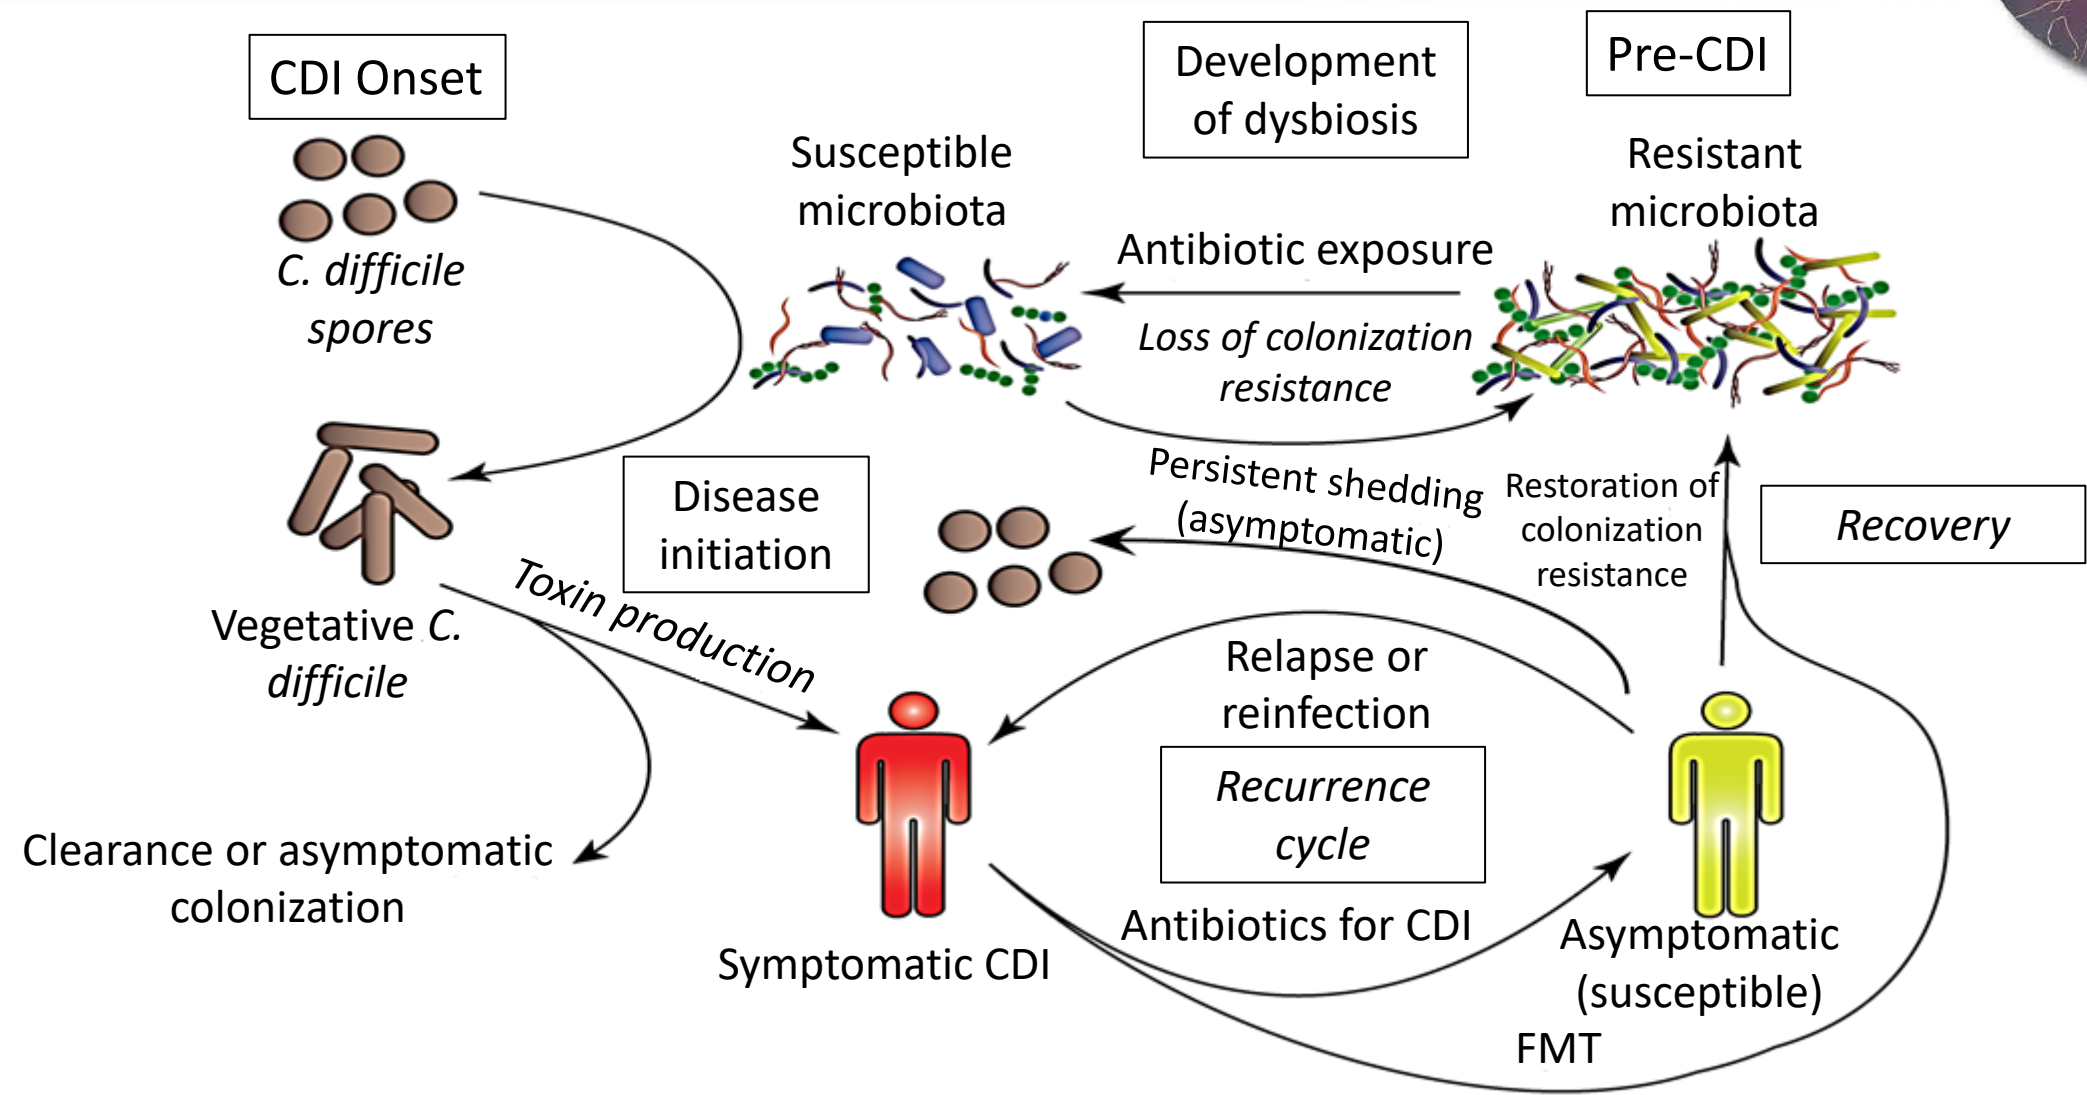 CDI Onset
C. difficile
spores
Susceptible
microbiota
Development
of dysbiosis
Pre-CDI
Resistant
microbiota
Antibiotic exposure
Loss of colonization
resistance
Vegetative C.
difficile
Disease
initiation
Toxin production
Persistent shedding
(asymptomatic)
Restoration of
colonization
resistance
Recovery
Clearance or asymptomatic
colonization
Symptomatic CDI
Relapse or
reinfection
Recurrence
cycle
Antibiotics for CDI
Asymptomatic
(susceptible)
FMT